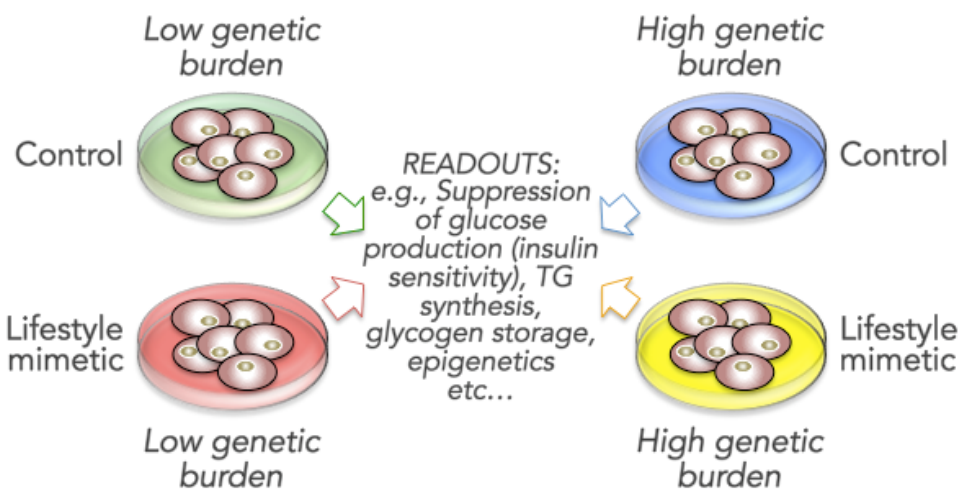 Low genetic
burden
High genetic
burden
Control
Control
READOUTS:
e.g., Suppression
of glucose
production (insulin
sensitivity), TG
synthesis,
glycogen storage,
epigenetics
etc...
Lifestyle
mimetic
Lifestyle
mimetic
Low genetic
burden
High genetic
burden